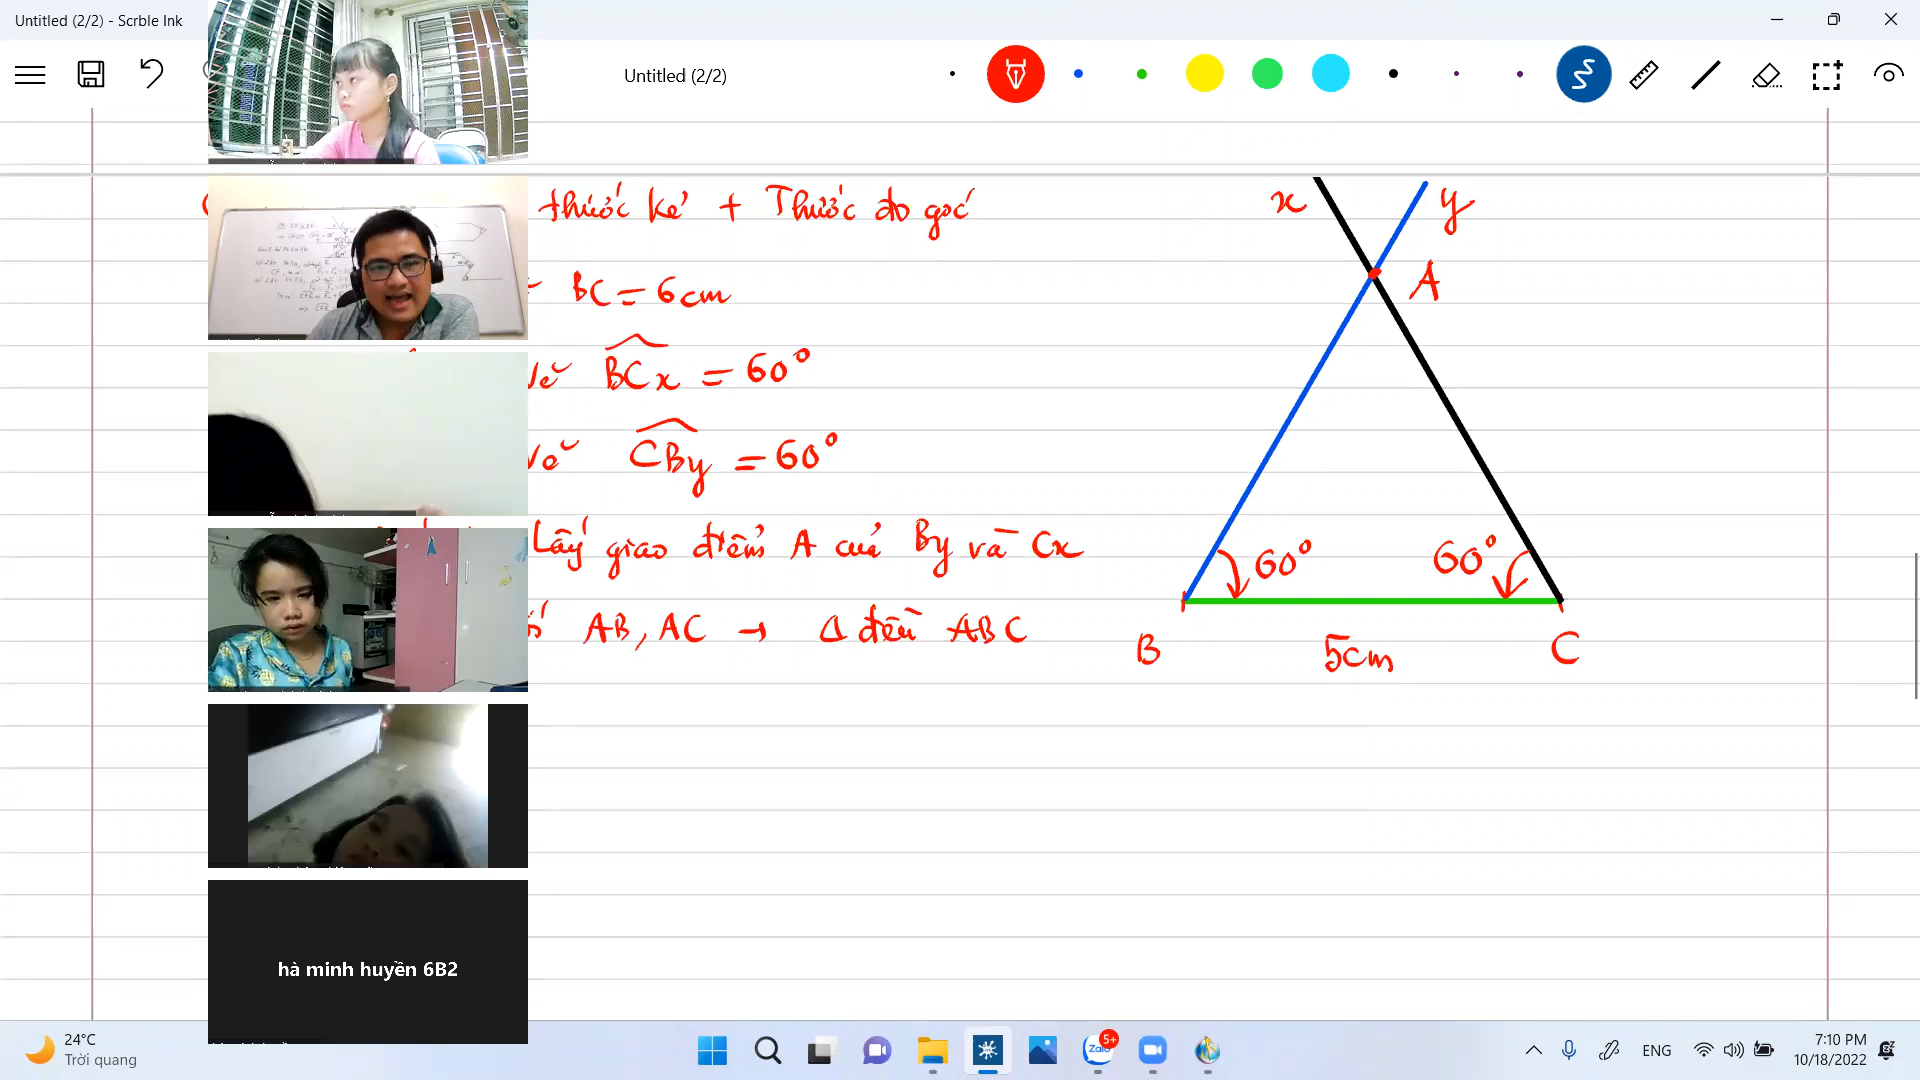 Untitled (2/2) - Scrble Ink
Untitled (2/2)
thước kẻ + Thước đo góc
BC = 6cm
Vẽ BCx = 60°
Vẽ CBy = 60°
Lấy giao điểm A của By và Cx
AB, AC → Δ đều ABC
x
y
A
60°
60°
B
5cm
C
hà minh huyền 6B2
24°C
Trời quang
Zalo
5+
ENG
7:10 PM
10/18/2022